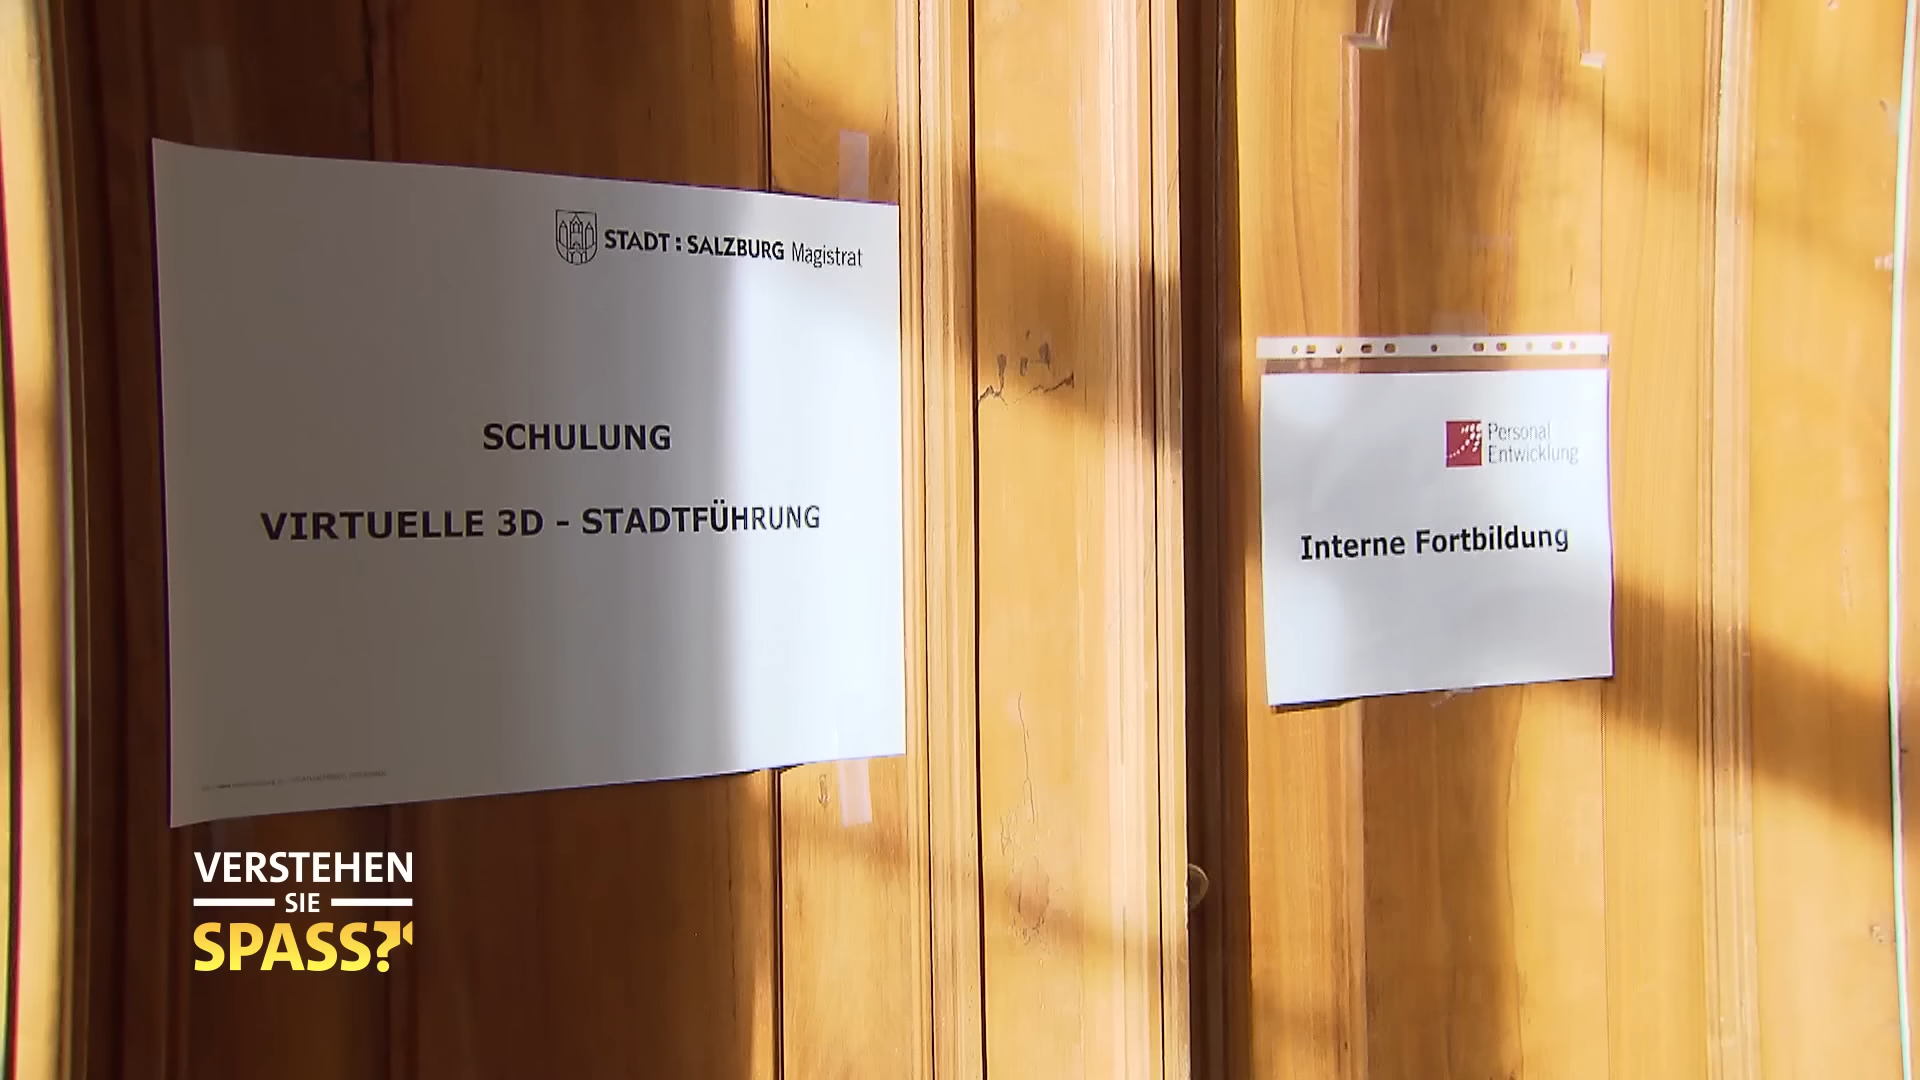 STADT : SALZBURG Magistrat
SCHULUNG
VIRTUELLE 3D - STADTFÜHRUNG
Personal
Entwicklung
Interne Fortbildung
VERSTEHEN
SIE
SPASS?